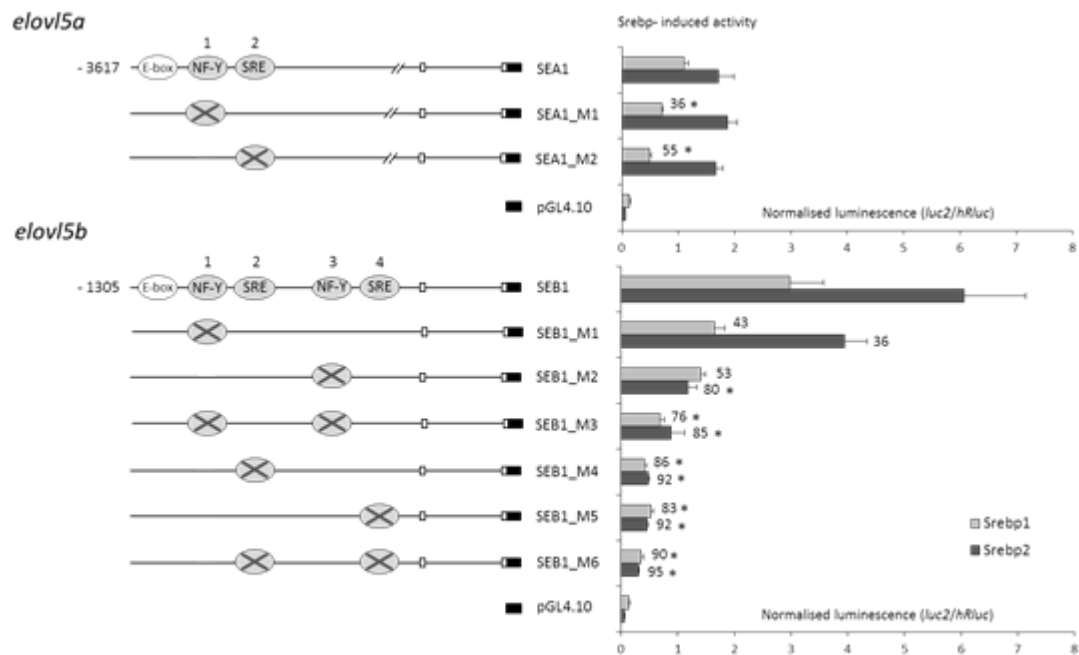 elovl5a
Srebp- induced activity
1 2
- 3617 E-box NF-Y SRE SEA1
SEA1_M1 36 *
SEA1_M2 55 *
pGL4.10
Normalised luminescence (luc2/hRluc)
0 1 2 3 4 5 6 7 8
elovl5b
1 2 3 4
- 1305 E-box NF-Y SRE NF-Y SRE SEB1
SEB1_M1 43
36
SEB1_M2 53
80 *
SEB1_M3 76 *
85 *
SEB1_M4 86 *
92 *
SEB1_M5 83 *
92 *
Srebp1
Srebp2
SEB1_M6 90 *
95 *
pGL4.10
Normalised luminescence (luc2/hRluc)
0 1 2 3 4 5 6 7 8